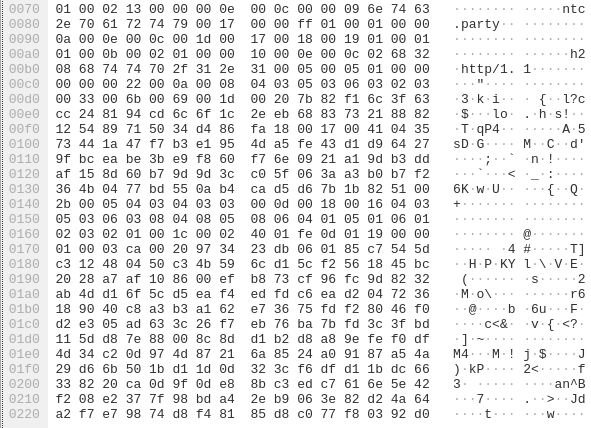 0070 01 00 02 13 00 00 00 0e 00 0c 00 00 09 6e 74 63 ········ ·····ntc
0080 2e 70 61 72 74 79 00 17 00 00 ff 01 00 01 00 00 .party·· ········
0090 0a 00 0e 00 0c 00 1d 00 17 00 18 00 19 01 00 01 ········ ········
00a0 01 00 0b 00 02 01 00 00 10 00 0e 00 0c 02 68 32 ········ ······h2
00b0 08 68 74 74 70 2f 31 2e 31 00 05 00 05 01 00 00 ·http/1. 1·······
00c0 00 00 00 22 00 0a 00 08 04 03 05 03 06 03 02 03 ···"···· ········
00d0 00 33 00 6b 00 69 00 1d 00 20 7b 82 f1 6c 3f 63 ·3·k·i·· · {··l?c
00e0 cc 24 81 94 cd 6c 6f 1c 2e eb 68 83 73 21 88 82 ·$···lo· .·h·s!··
00f0 12 54 89 71 50 34 d4 86 fa 18 00 17 00 41 04 35 ·T·qP4·· ·····A·5
0100 73 44 1a 47 f7 b3 e1 95 4d a5 fe 43 d1 d9 64 27 sD·G···· M··C··d'
0110 9f bc ea be 3b e9 f8 60 f7 6e 09 21 a1 9d b3 dd ····;··` ·n·!····
0120 af 15 8d 60 b7 9d 9d 3c c0 5f 06 3a a3 b0 b7 f2 ···`···< ·_·:····
0130 36 4b 04 77 bd 55 0a b4 ca d5 d6 7b 1b 82 51 00 6K·w·U·· ···{··Q·
0140 2b 00 05 04 03 04 03 03 00 0d 00 18 00 16 04 03 +······· ········
0150 05 03 06 03 08 04 08 05 08 06 04 01 05 01 06 01 ········ ········
0160 02 03 02 01 00 1c 00 02 40 01 fe 0d 01 19 00 00 ········ @·······
0170 01 00 03 ca 00 20 97 34 23 db 06 01 85 c7 54 5d ····· ·4 #·····T]
0180 c3 12 48 04 50 c3 4b 59 6c d1 5c f2 56 18 45 bc ··H·P·KY l·\·V·E·
0190 20 28 a7 af 10 86 00 ef b8 73 cf 96 fc 9d 82 32  (······ ·s·····2
01a0 ab 4d d1 6f 5c d5 ea f4 ed fd c6 ea d2 04 72 36 ·M·o\··· ······r6
01b0 18 90 40 c8 a3 b3 a1 62 e7 36 75 fd f2 80 46 f0 ··@····b ·6u···F·
01c0 d2 e3 05 ad 63 3c 26 f7 eb 76 ba 7b fd 3c 3f bd ····c<&· ·v·{·<?·
01d0 11 5d d8 7e 88 00 8c 8d d1 b2 d8 a8 9e fe f0 df ·]·~···· ········
01e0 4d 34 c2 0d 97 4d 87 21 6a 85 24 a0 91 87 a5 4a M4···M·! j·$····J
01f0 29 d6 6b 50 1b d1 1d 0d 32 3c f6 df d1 1b dc 66 )·kP···· 2<·····f
0200 33 82 20 ca 0d 9f 0d e8 8b c3 ed c7 61 6e 5e 42 3· ····· ····an^B
0210 f2 08 e2 37 7f 98 bd a4 2e b9 06 3e 82 d2 4a 64 ···7···· .··>··Jd
0220 a2 f7 e7 98 74 d8 f4 81 85 d8 c0 77 f8 03 92 d0 ····t··· ···w····